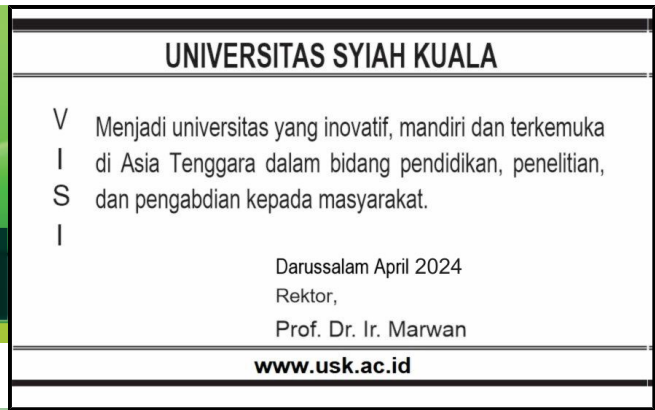 UNIVERSITAS SYIAH KUALA
VISI
Menjadi universitas yang inovatif, mandiri dan terkemuka
di Asia Tenggara dalam bidang pendidikan, penelitian,
dan pengabdian kepada masyarakat.
Darussalam April 2024
Rektor,
Prof. Dr. Ir. Marwan
www.usk.ac.id